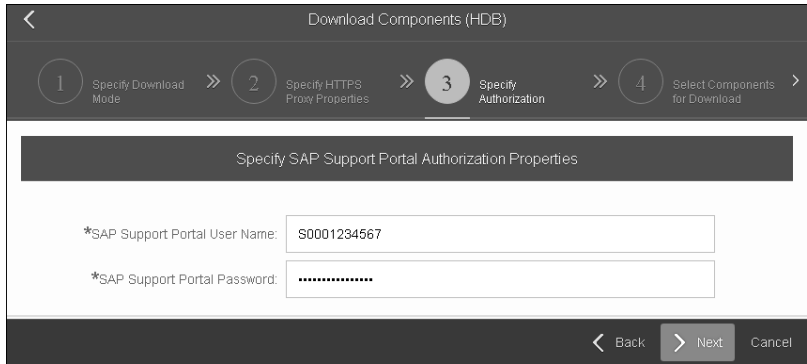 Download Components (HDB)
1 Specify Download Mode
2 Specify HTTPS Proxy Properties
3 Specify Authorization
4 Select Components for Download
Specify SAP Support Portal Authorization Properties
*SAP Support Portal User Name: S0001234567
*SAP Support Portal Password: ••••••••••••••••
Back Next Cancel